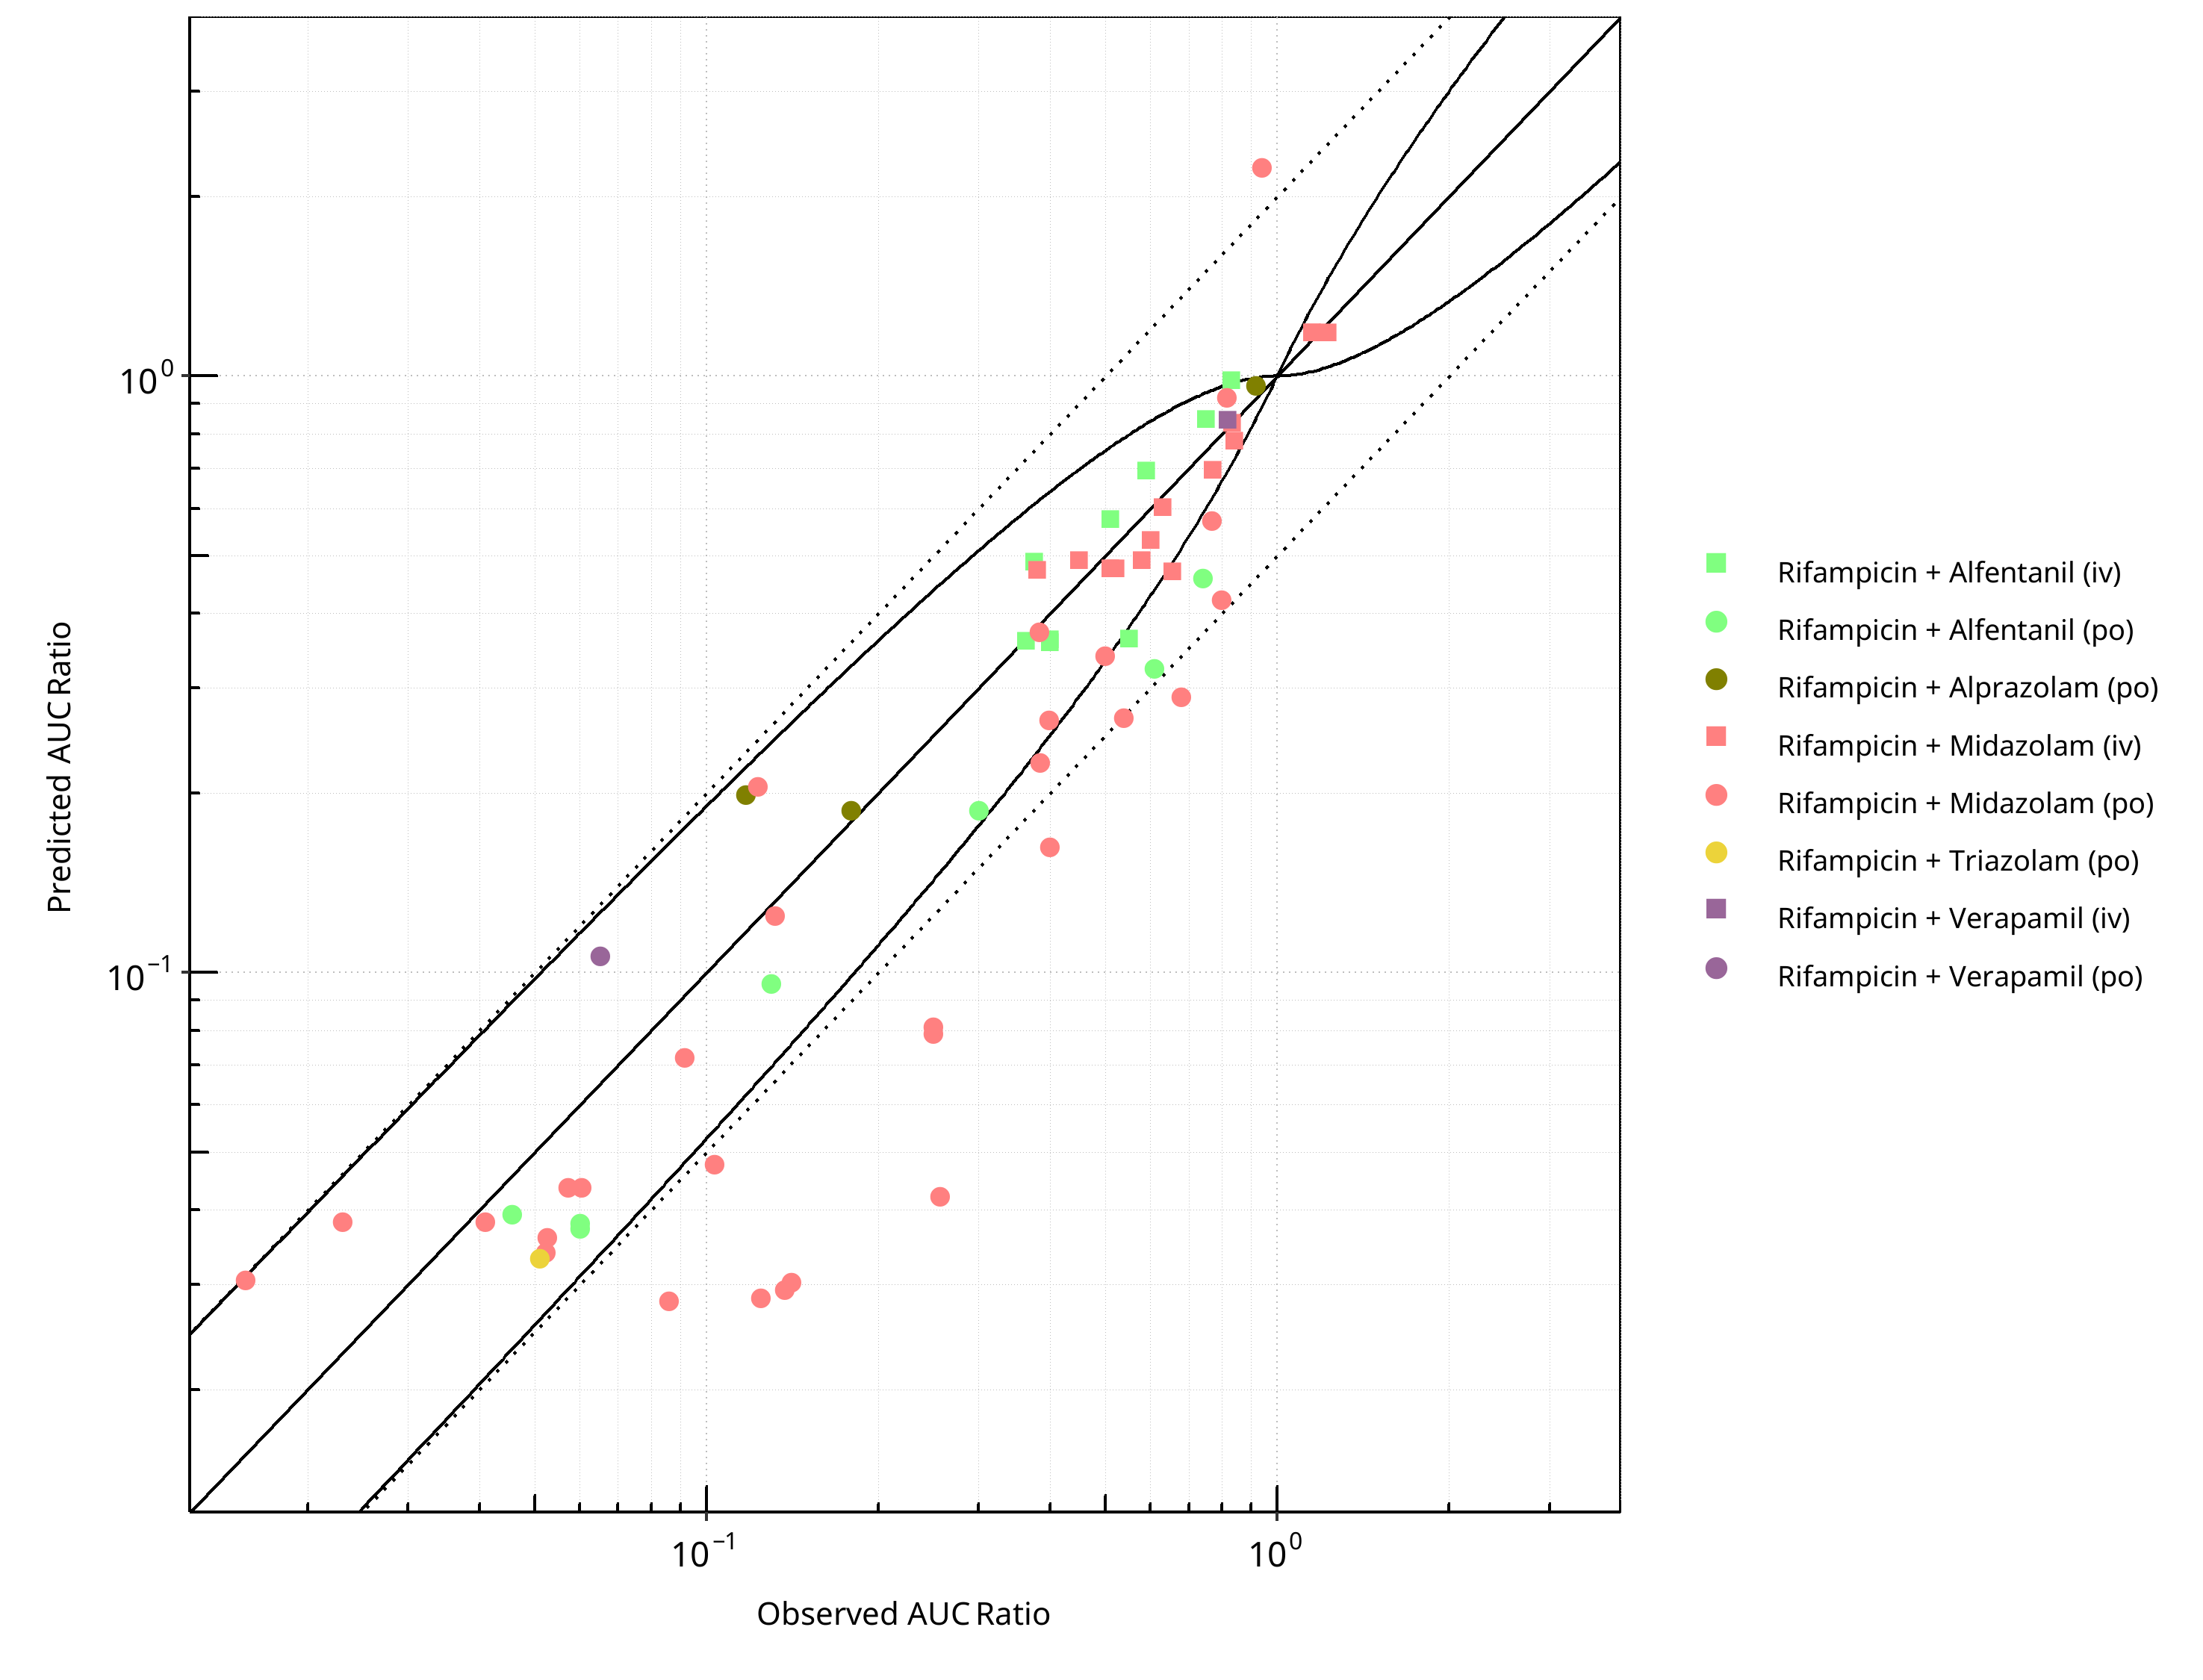 Predicted AUC Ratio
10⁰
10⁻¹
10⁻¹
10⁰
Observed AUC Ratio
Rifampicin + Alfentanil (iv)
Rifampicin + Alfentanil (po)
Rifampicin + Alprazolam (po)
Rifampicin + Midazolam (iv)
Rifampicin + Midazolam (po)
Rifampicin + Triazolam (po)
Rifampicin + Verapamil (iv)
Rifampicin + Verapamil (po)